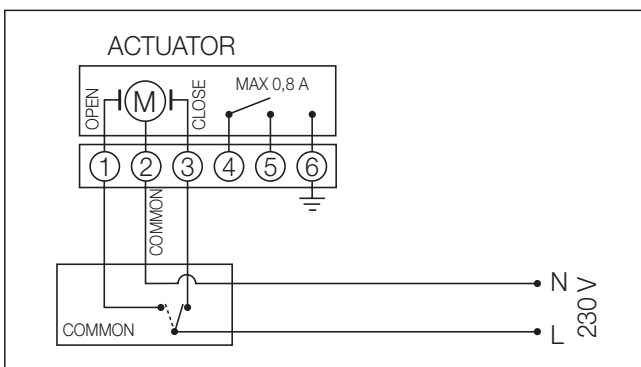 ACTUATOR
OPEN
M
CLOSE
MAX 0,8 A
1 2 3 4 5 6
COMMON
COMMON
N
L
230 V